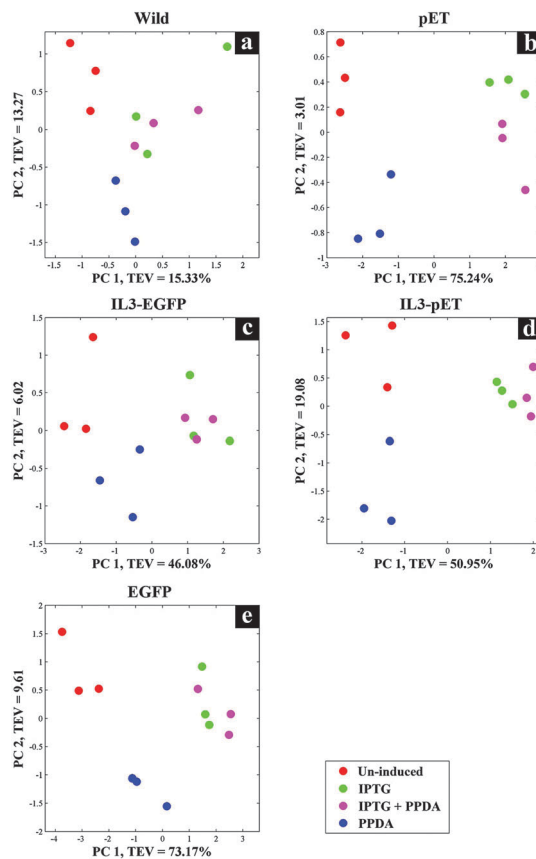 Wild
a
1
0.5
0
-0.5
-1
-1.5
PC 2, TEV = 13.27
-1.5 -1 -0.5 0 0.5 1 1.5 2
PC 1, TEV = 15.33%
pET
b
0.8
0.6
0.4
0.2
0
-0.2
-0.4
-0.6
-0.8
-1
PC 2, TEV = 3.01
-2 -1 0 1 2
PC 1, TEV = 75.24%
IL3-EGFP
c
1.5
1
0.5
0
-0.5
-1
-1.5
PC 2, TEV = 6.02
-3 -2 -1 0 1 2 3
PC 1, TEV = 46.08%
IL3-pET
d
1.5
1
0.5
0
-0.5
-1
-1.5
-2
PC 2, TEV = 19.08
-2 -1 0 1 2
PC 1, TEV = 50.95%
EGFP
e
2
1.5
1
0.5
0
-0.5
-1
-1.5
-2
PC 2, TEV = 9.61
-4 -3 -2 -1 0 1 2 3
PC 1, TEV = 73.17%
Un-induced
IPTG
IPTG + PPDA
PPDA